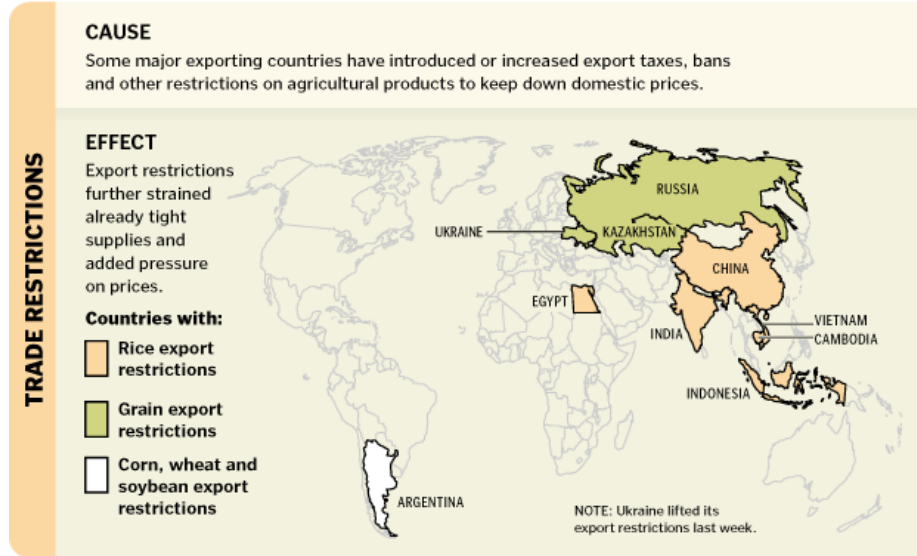 TRADE RESTRICTIONS
CAUSE
Some major exporting countries have introduced or increased export taxes, bans
and other restrictions on agricultural products to keep down domestic prices.
EFFECT
Export restrictions
further strained
already tight
supplies and
added pressure
on prices.
Countries with:
Rice export
restrictions
Grain export
restrictions
Corn, wheat and
soybean export
restrictions
RUSSIA
UKRAINE
KAZAKHSTAN
CHINA
EGYPT
INDIA
VIETNAM
CAMBODIA
INDONESIA
ARGENTINA
NOTE: Ukraine lifted its
export restrictions last week.